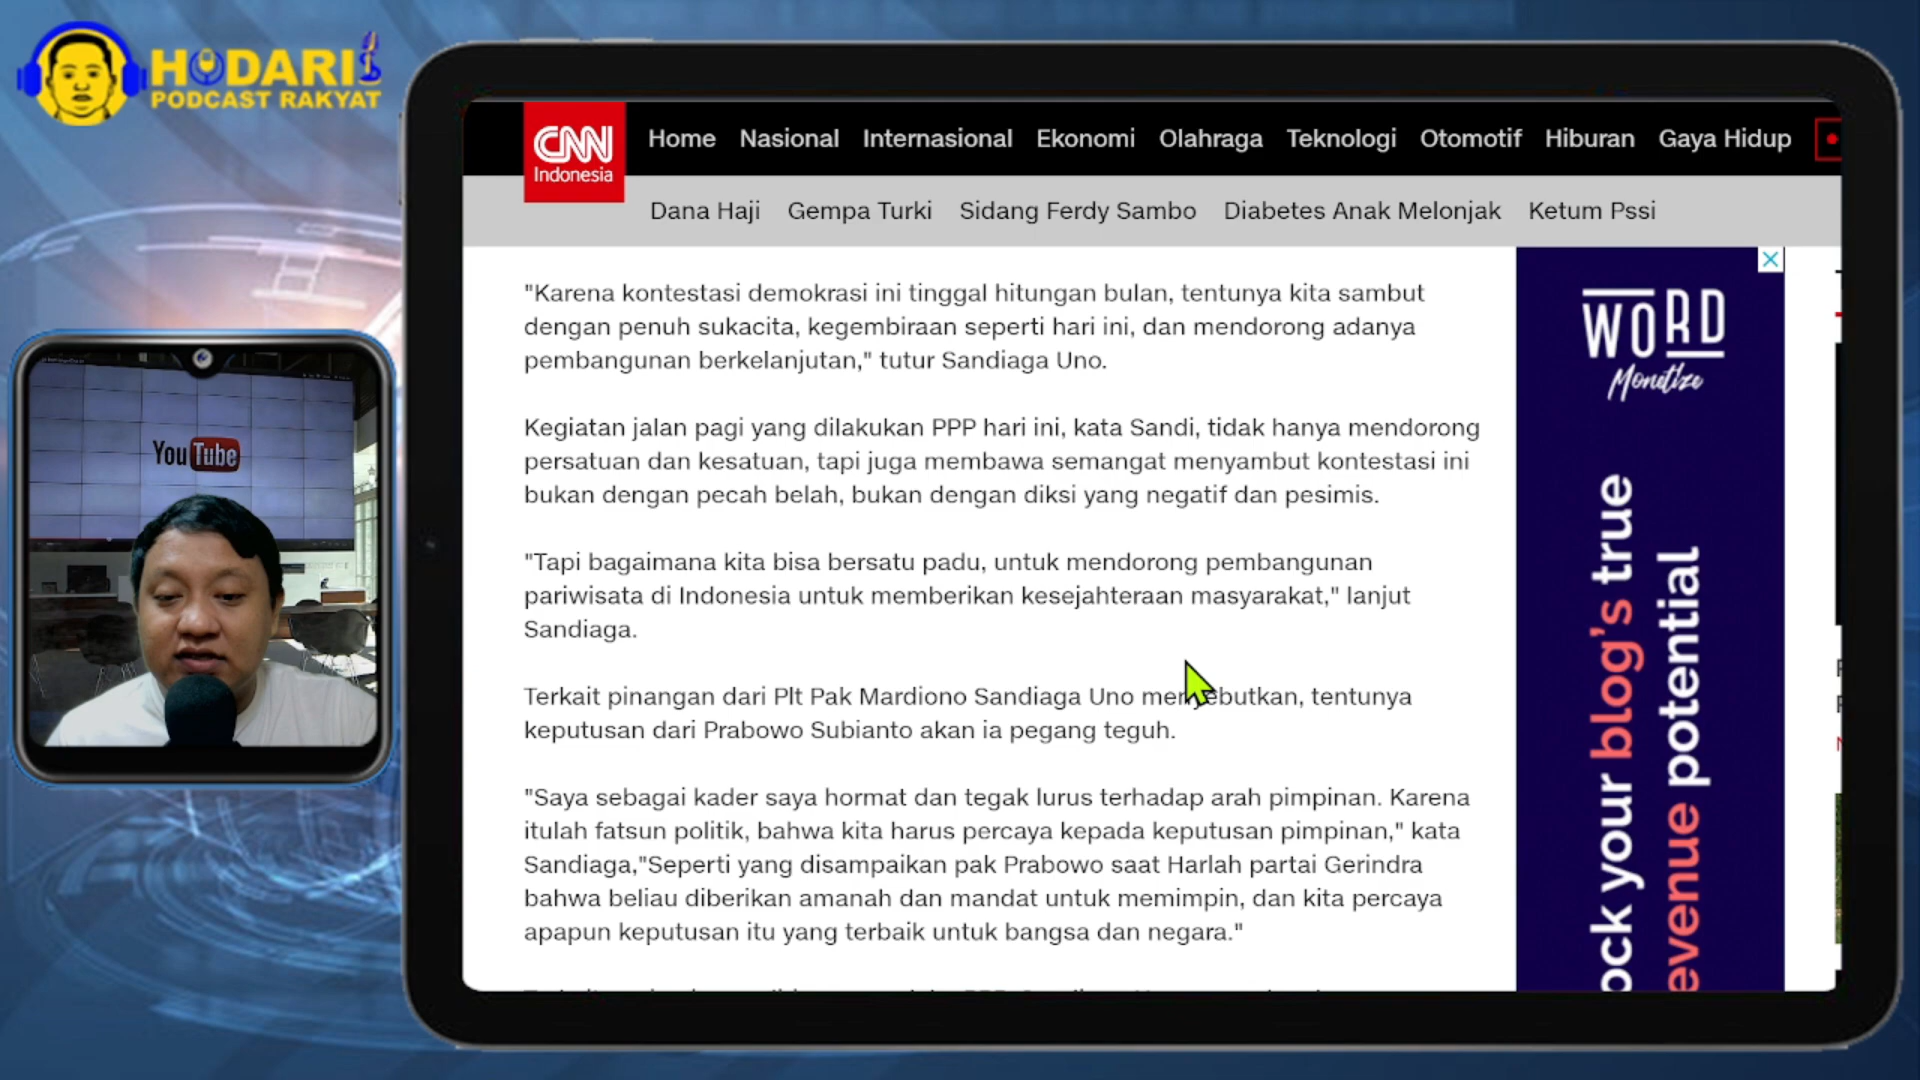 HODARI
PODCAST RAKYAT
YouTube
CNN
Indonesia
Home Nasional Internasional Ekonomi Olahraga Teknologi Otomotif Hiburan Gaya Hidup
Dana Haji Gempa Turki Sidang Ferdy Sambo Diabetes Anak Melonjak Ketum Pssi
"Karena kontestasi demokrasi ini tinggal hitungan bulan, tentunya kita sambut
dengan penuh sukacita, kegembiraan seperti hari ini, dan mendorong adanya
pembangunan berkelanjutan," tutur Sandiaga Uno.
Kegiatan jalan pagi yang dilakukan PPP hari ini, kata Sandi, tidak hanya mendorong
persatuan dan kesatuan, tapi juga membawa semangat menyambut kontestasi ini
bukan dengan pecah belah, bukan dengan diksi yang negatif dan pesimis.
"Tapi bagaimana kita bisa bersatu padu, untuk mendorong pembangunan
pariwisata di Indonesia untuk memberikan kesejahteraan masyarakat," lanjut
Sandiaga.
Terkait pinangan dari Plt Pak Mardiono Sandiaga Uno menyebutkan, tentunya
keputusan dari Prabowo Subianto akan ia pegang teguh.
"Saya sebagai kader saya hormat dan tegak lurus terhadap arah pimpinan. Karena
itulah fatsun politik, bahwa kita harus percaya kepada keputusan pimpinan," kata
Sandiaga,"Seperti yang disampaikan pak Prabowo saat Harlah partai Gerindra
bahwa beliau diberikan amanah dan mandat untuk memimpin, dan kita percaya
apapun keputusan itu yang terbaik untuk bangsa dan negara."
WORD
Monetize
ock your blog's true
evenue potential